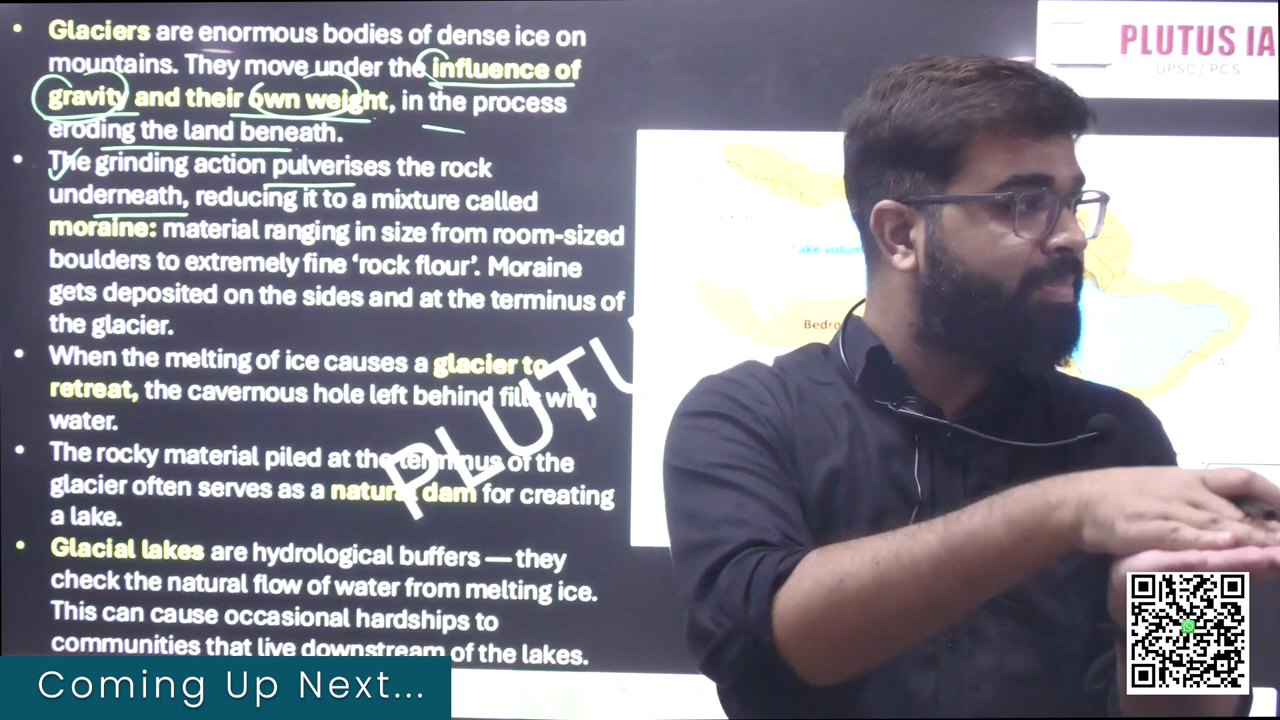 • Glaciers are enormous bodies of dense ice on
mountains. They move under the influence of
gravity and their own weight, in the process
eroding the land beneath.
• The grinding action pulverises the rock
underneath, reducing it to a mixture called
moraine: material ranging in size from room-sized
boulders to extremely fine ‘rock flour’. Moraine
gets deposited on the sides and at the terminus of
the glacier.
• When the melting of ice causes a glacier to
retreat, the cavernous hole left behind fills with
water.
• The rocky material piled at the terminus of the
glacier often serves as a natural dam for creating
a lake.
• Glacial lakes are hydrological buffers — they
check the natural flow of water from melting ice.
This can cause occasional hardships to
communities that live downstream of the lakes.
PLUTU
PLUTUS IA
UPSC/ PCS
Coming Up Next...